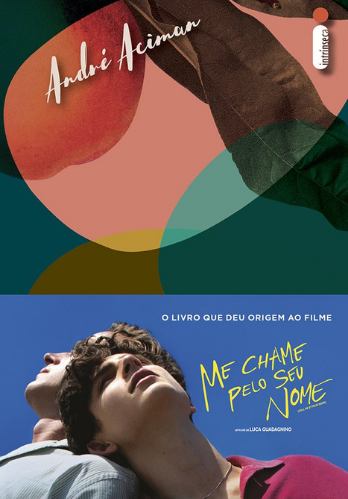 André Aciman
intrínseca
O LIVRO QUE DEU ORIGEM AO FILME
ME CHAME
PELO SEU
NOME
LUCA GUADAGNINO